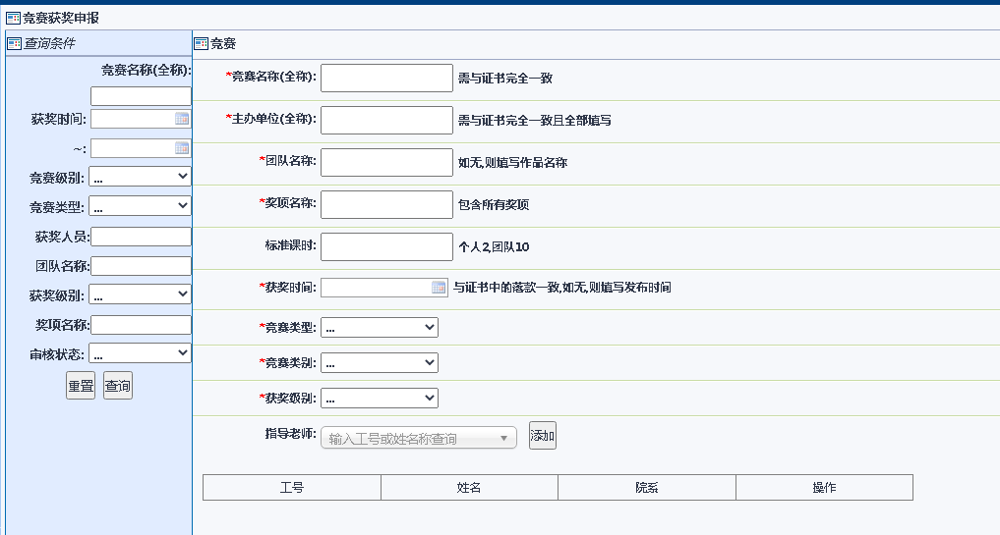 竞赛获奖申报
查询条件
竞赛名称(全称):
获奖时间:
~:
竞赛级别: ...
竞赛类型: ...
获奖人员:
团队名称:
获奖级别: ...
奖项名称:
审核状态: ...
重置 查询
竞赛
*竞赛名称(全称): 需与证书完全一致
*主办单位(全称): 需与证书完全一致且全部填写
*团队名称: 如无,则填写作品名称
*奖项名称: 包含所有奖项
标准课时: 个人2,团队10
*获奖时间: 与证书中的落款一致,如无,则填写发布时间
*竞赛类型: ...
*竞赛类别: ...
*获奖级别: ...
指导老师: 输入工号或姓名称查询 添加
工号 姓名 院系 操作